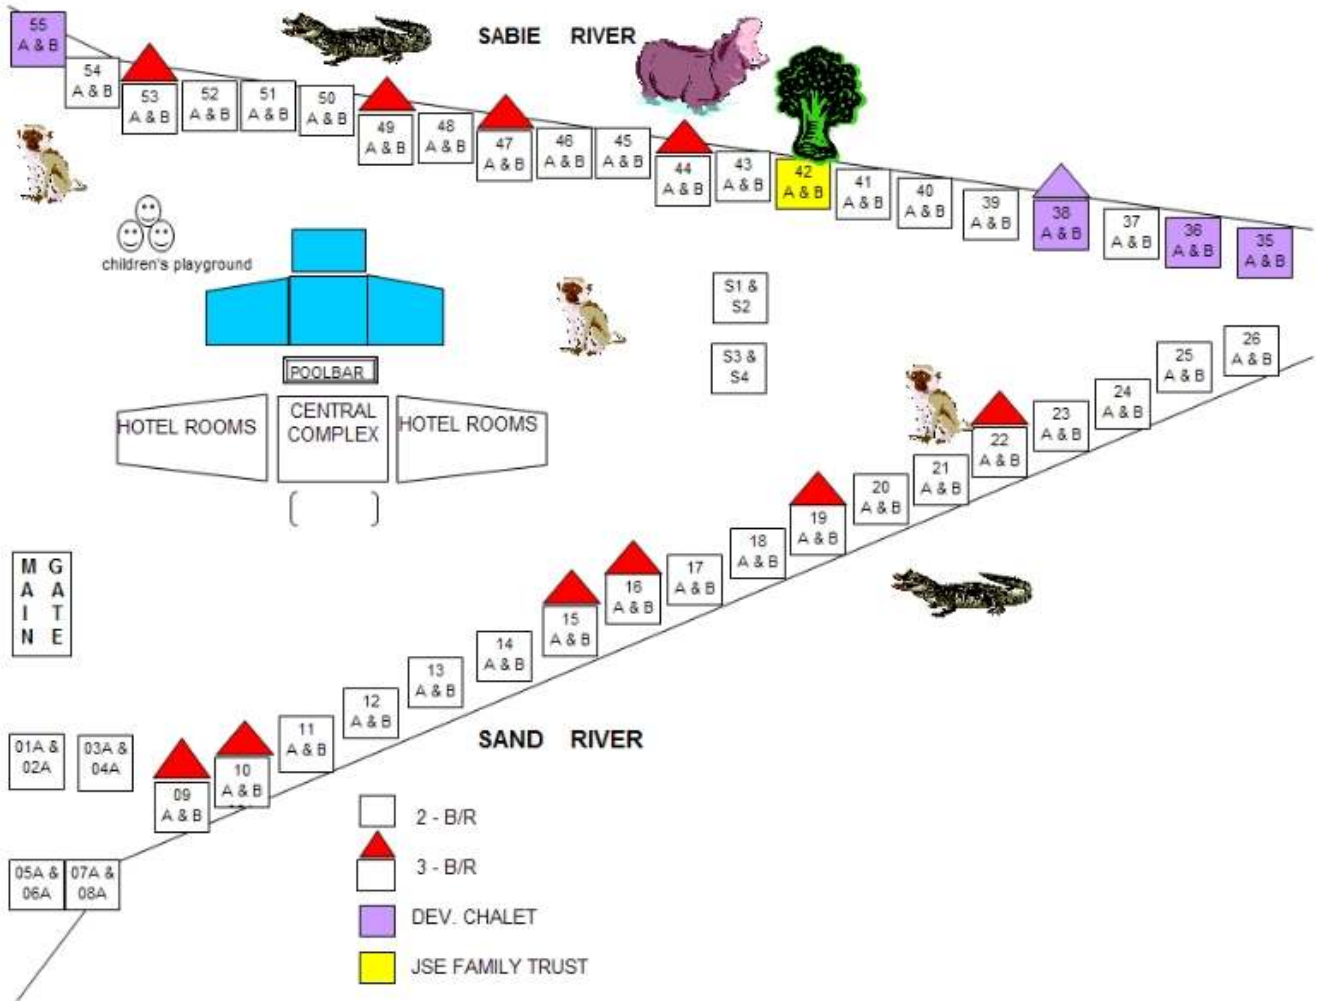 55
A & B
54
A & B
53
A & B
52
A & B
51
A & B
50
A & B
49
A & B
48
A & B
47
A & B
46
A & B
45
A & B
44
A & B
43
A & B
42
A & B
41
A & B
40
A & B
39
A & B
38
A & B
37
A & B
36
A & B
35
A & B
SABIE RIVER
children's playground
POOLBAR
HOTEL ROOMS
CENTRAL
COMPLEX
HOTEL ROOMS
S1 &
S2
S3 &
S4
26
A & B
25
A & B
24
A & B
23
A & B
22
A & B
21
A & B
20
A & B
19
A & B
18
A & B
17
A & B
16
A & B
15
A & B
14
A & B
13
A & B
12
A & B
11
A & B
10
A & B
09
A & B
MAIN GATE
01A &
02A
03A &
04A
05A &
06A
07A &
08A
SAND RIVER
2 - B/R
3 - B/R
DEV. CHALET
JSE FAMILY TRUST